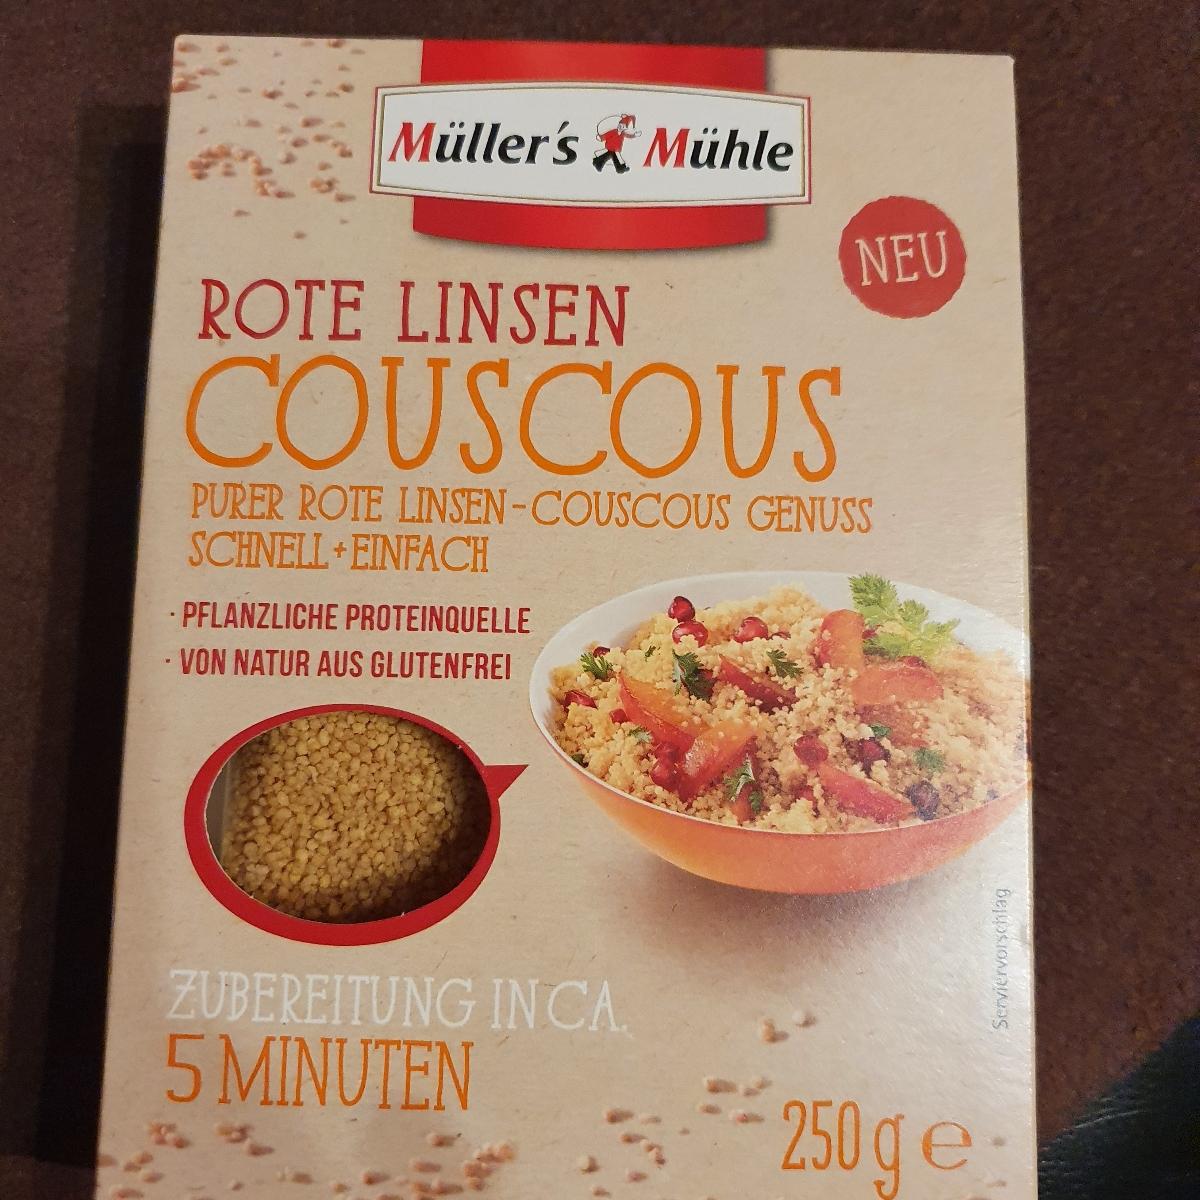 Müller's Mühle
NEU
ROTE LINSEN
COUSCOUS
PURER ROTE LINSEN-COUSCOUS GENUSS
SCHNELL+EINFACH
· PFLANZLICHE PROTEINQUELLE
· VON NATUR AUS GLUTENFREI
Serviervorschlag
ZUBEREITUNG IN CA.
5 MINUTEN
250 g e